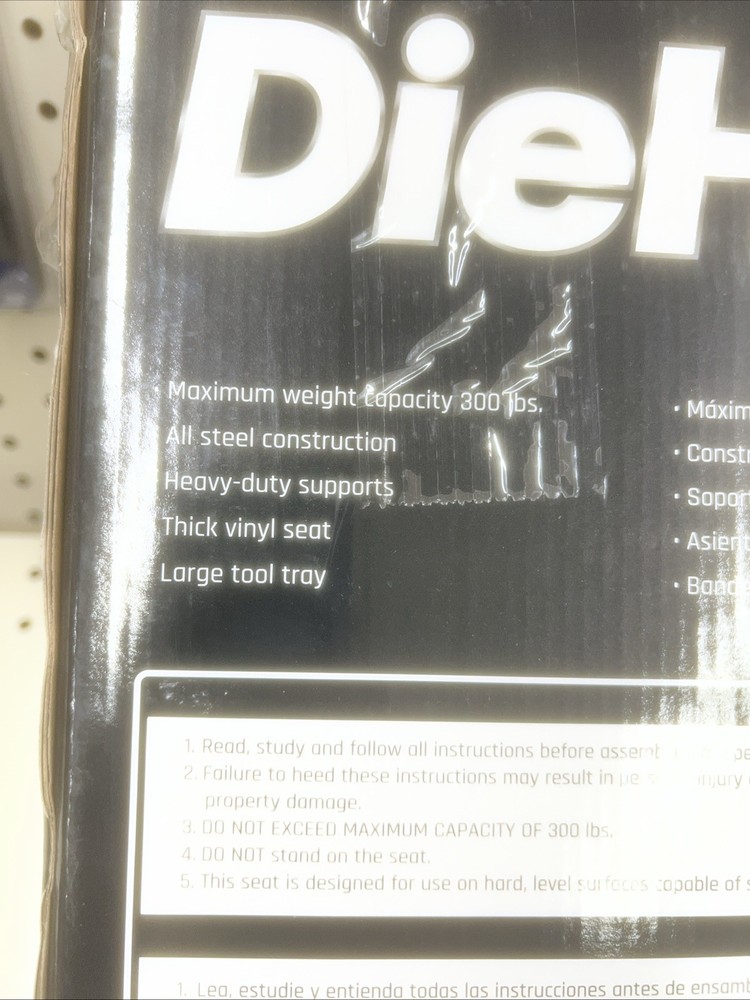 DieH
Maximum weight capacity 300 lbs.
All steel construction
Heavy-duty supports
Thick vinyl seat
Large tool tray
• Máxim
• Constr
• Sopor
• Asient
• Band
1. Read, study and follow all instructions before
2. Failure to heed these instructions may result in injury
property damage.
3. DO NOT EXCEED MAXIMUM CAPACITY OF 300 lbs.
4. DO NOT stand on the seat.
5. This seat is designed for use on hard, level surfaces capable of s
1. Lea, estudie y entienda todas las instrucciones antes de ensamb